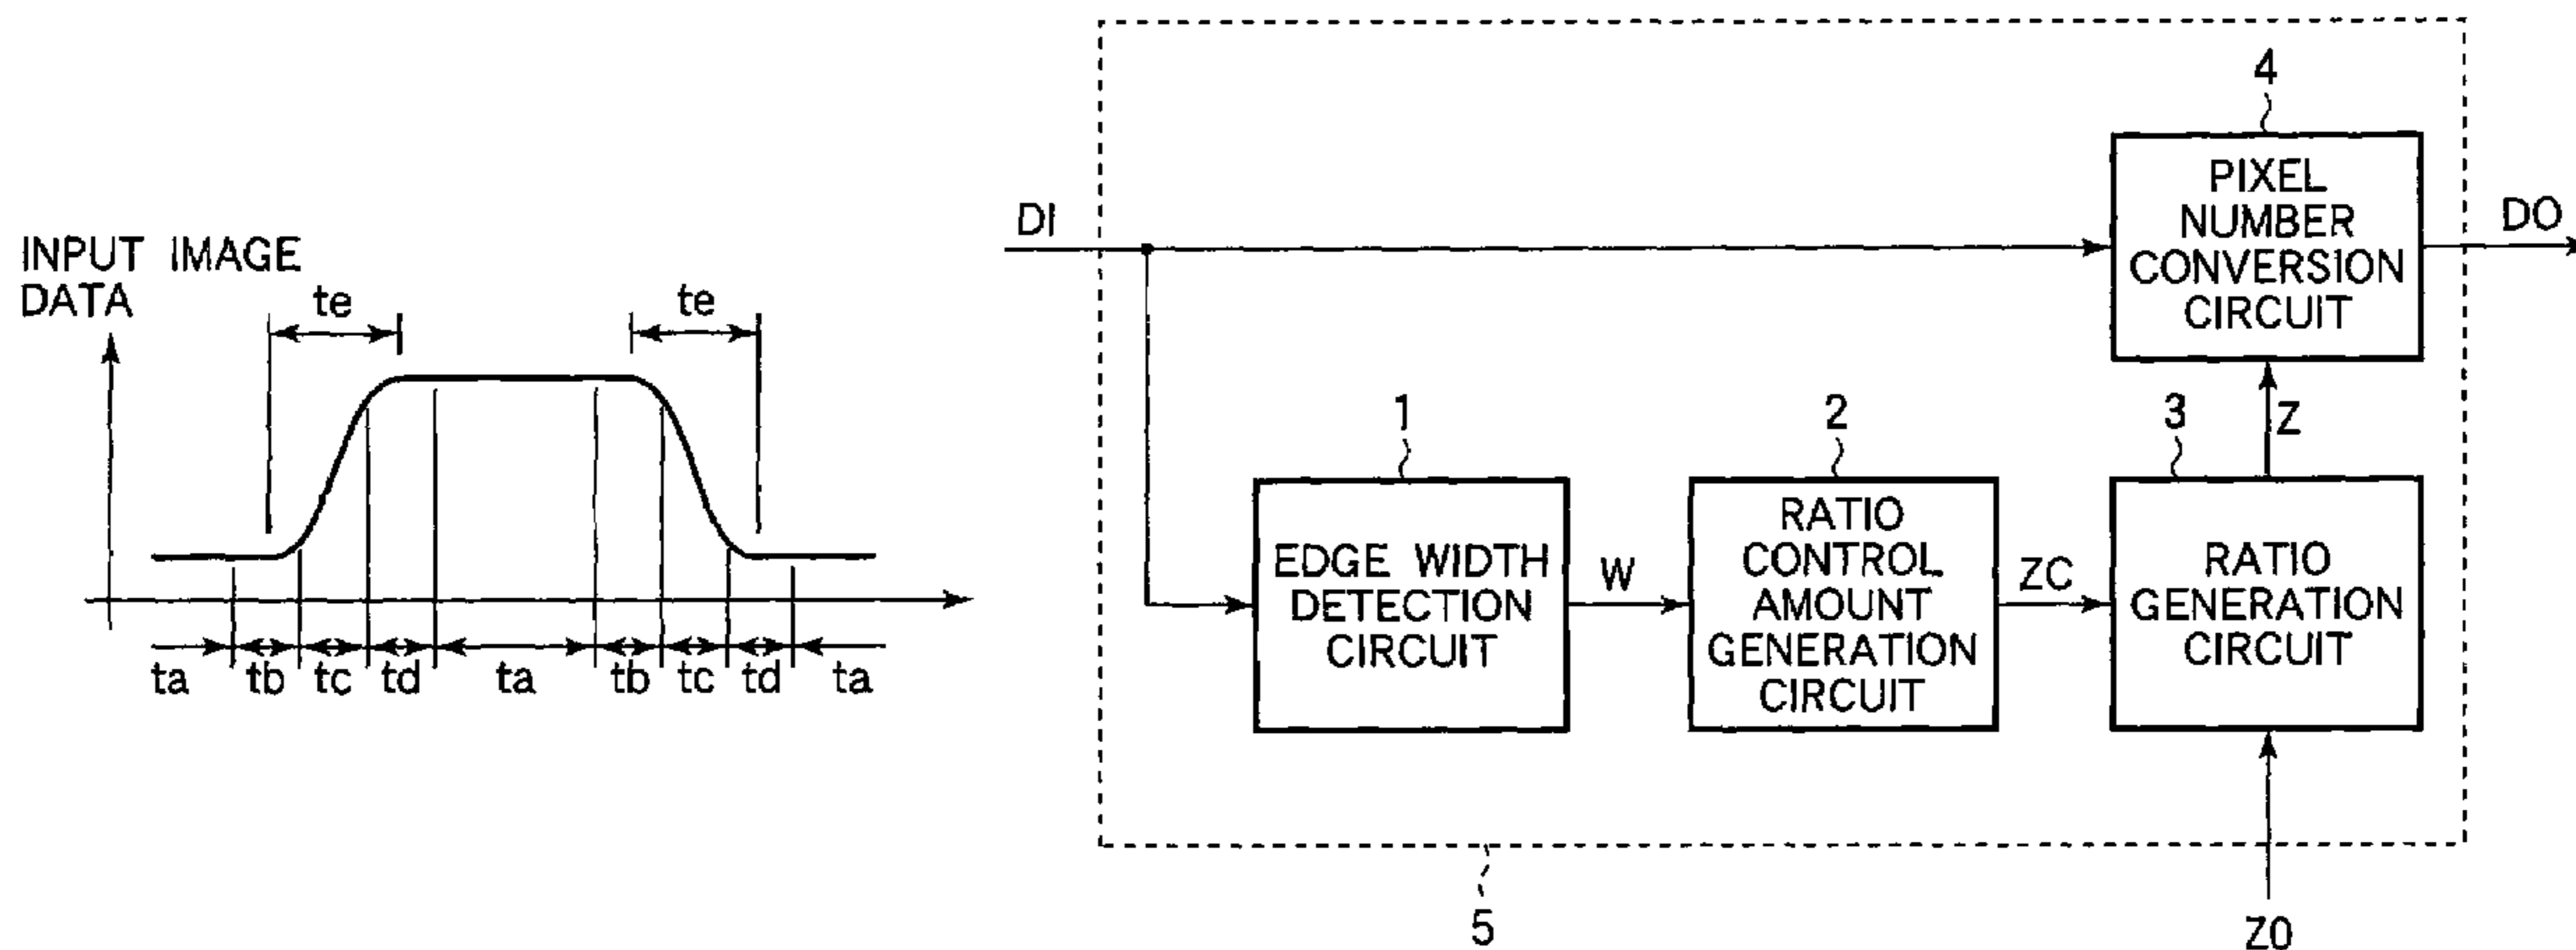 INPUT IMAGE
DATA
te
te
ta
tb
tc
td
ta
tb
tc
td
ta
DI
4
PIXEL
NUMBER
CONVERSION
CIRCUIT
DO
1
EDGE WIDTH
DETECTION
CIRCUIT
W
2
RATIO
CONTROL
AMOUNT
GENERATION
CIRCUIT
ZC
3
Z
RATIO
GENERATION
CIRCUIT
5
Z0